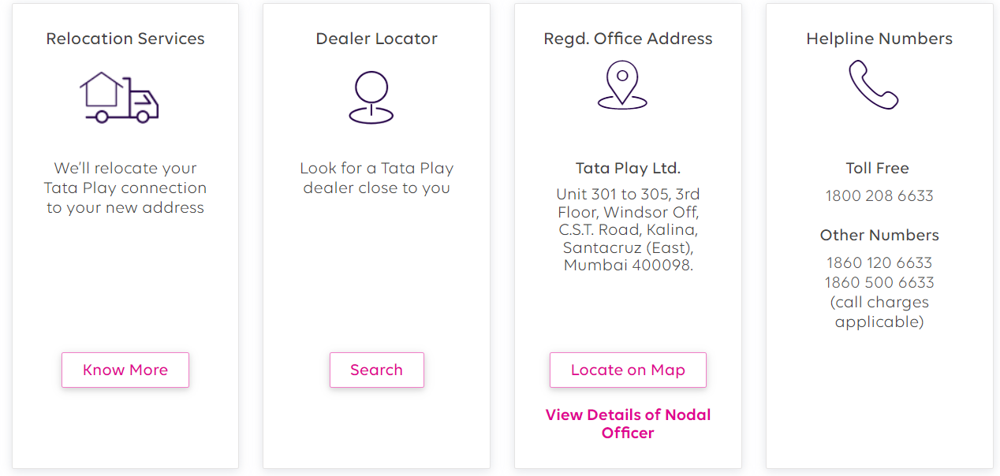 Relocation Services
We'll relocate your
Tata Play connection
to your new address
Know More
Dealer Locator
Look for a Tata Play
dealer close to you
Search
Regd. Office Address
Tata Play Ltd.
Unit 301 to 305, 3rd
Floor, Windsor Off,
C.S.T. Road, Kalina,
Santacruz (East),
Mumbai 400098.
Locate on Map
View Details of Nodal
Officer
Helpline Numbers
Toll Free
1800 208 6633
Other Numbers
1860 120 6633
1860 500 6633
(call charges
applicable)